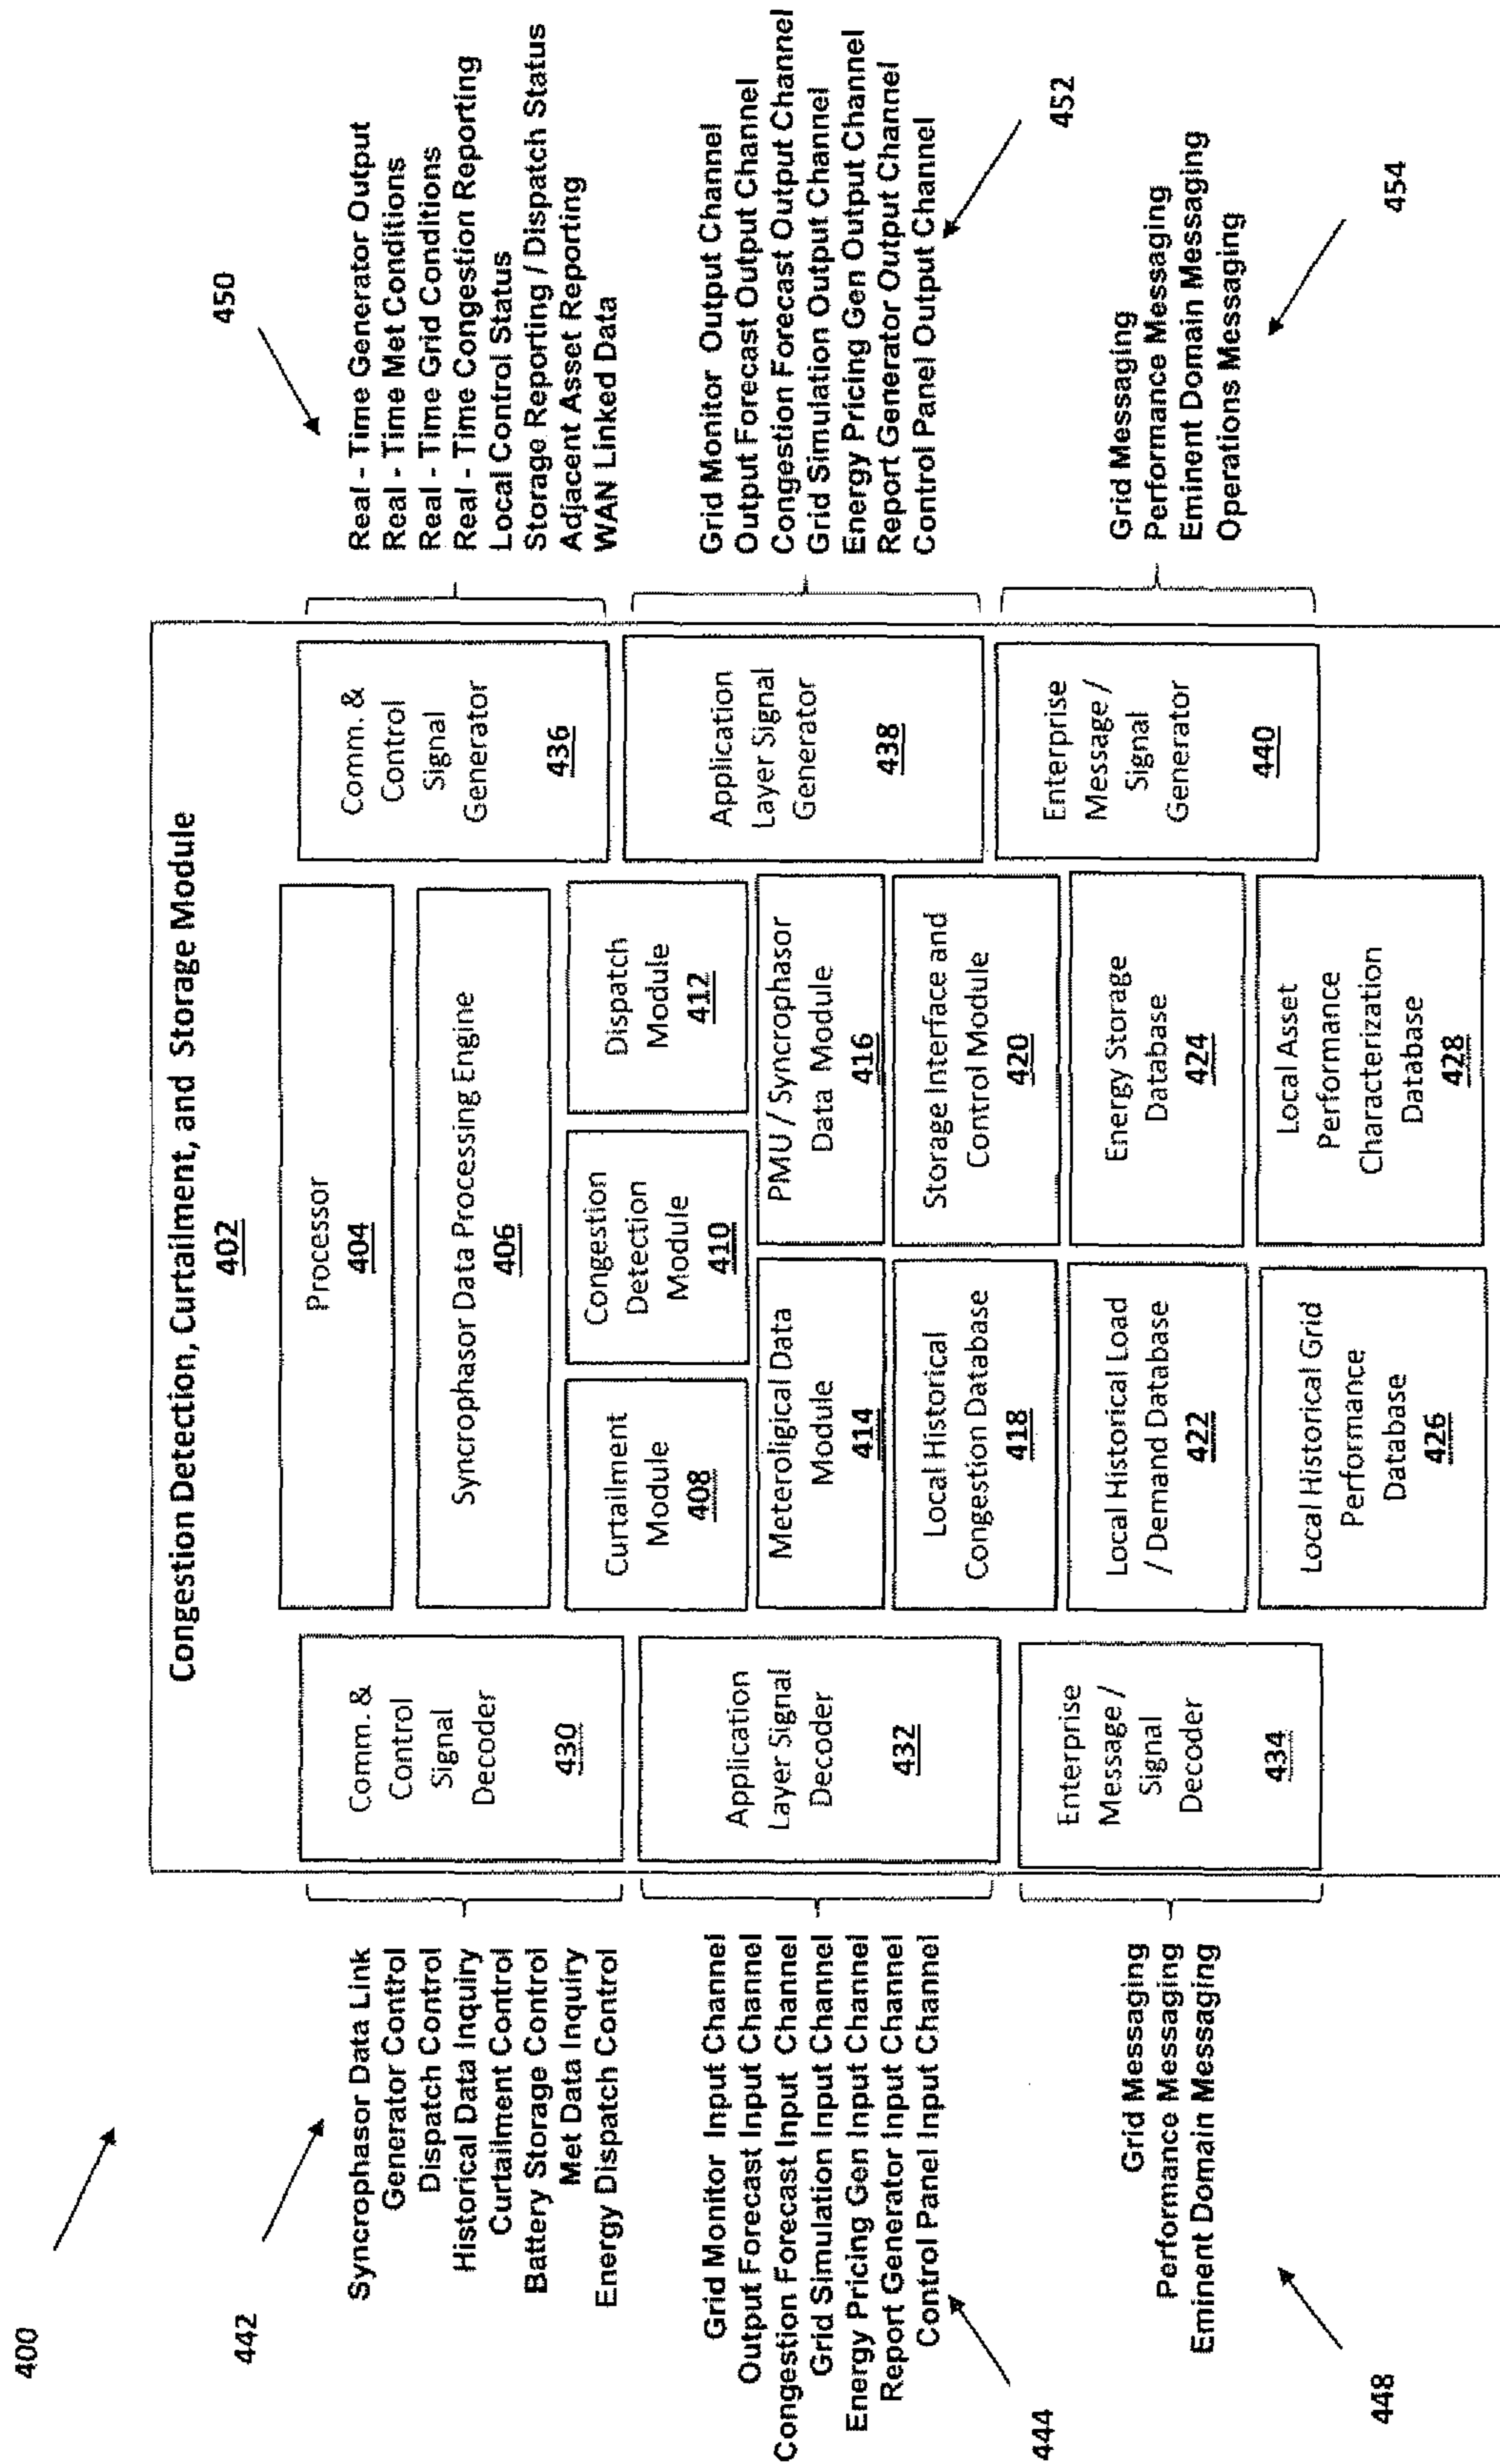 400
Congestion Detection, Curtailment, and Storage Module
402
442
Syncrophasor Data Link
Generator Control
Dispatch Control
Historical Data Inquiry
Curtailment Control
Battery Storage Control
Met Data Inquiry
Energy Dispatch Control
Grid Monitor Input Channel
Output Forecast Input Channel
Congestion Forecast Input Channel
Grid Simulation Input Channel
Energy Pricing Gen Input Channel
Report Generator Input Channel
Control Panel Input Channel
444
Grid Messaging
Performance Messaging
Eminent Domain Messaging
448
Comm. &
Control
Signal
Decoder
430
Application
Layer Signal
Decoder
432
Enterprise
Message /
Signal
Decoder
434
Processor
404
Syncrophasor Data Processing Engine
406
Curtailment
Module
408
Congestion
Detection
Module
410
Dispatch
Module
412
Meteroligical Data
Module
414
PMU / Syncrophasor
Data Module
416
Local Historical
Congestion Database
418
Storage Interface and
Control Module
420
Local Historical Load
/ Demand Database
422
Energy Storage
Database
424
Local Historical Grid
Performance
Database
426
Local Asset
Performance
Characterization
Database
428
Comm. &
Control
Signal
Generator
436
Application
Layer Signal
Generator
438
Enterprise
Message /
Signal
Generator
440
450
Real - Time Generator Output
Real - Time Met Conditions
Real - Time Grid Conditions
Real - Time Congestion Reporting
Local Control Status
Storage Reporting / Dispatch Status
Adjacent Asset Reporting
WAN Linked Data
Grid Monitor Output Channel
Output Forecast Output Channel
Congestion Forecast Output Channel
Grid Simulation Output Channel
Energy Pricing Gen Output Channel
Report Generator Output Channel
Control Panel Output Channel
452
Grid Messaging
Performance Messaging
Eminent Domain Messaging
Operations Messaging
454